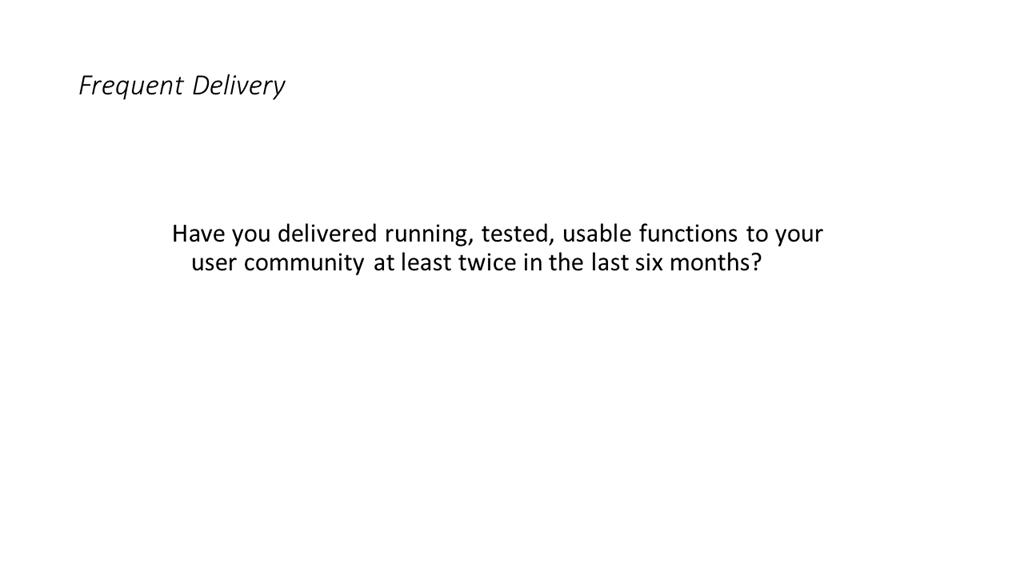 Frequent Delivery
Have you delivered running, tested, usable functions to your
user community at least twice in the last six months?